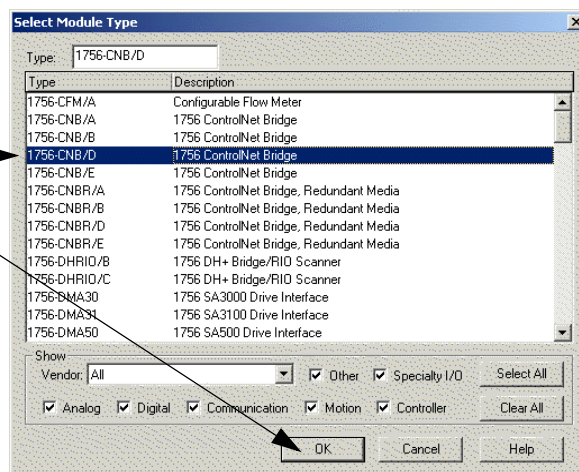 Select Module Type
Type: 1756-CNB/D
Type Description
1756-CFM/A Configurable Flow Meter
1756-CNB/A 1756 ControlNet Bridge
1756-CNB/B 1756 ControlNet Bridge
1756-CNB/D 1756 ControlNet Bridge
1756-CNB/E 1756 ControlNet Bridge
1756-CNBR/A 1756 ControlNet Bridge, Redundant Media
1756-CNBR/B 1756 ControlNet Bridge, Redundant Media
1756-CNBR/D 1756 ControlNet Bridge, Redundant Media
1756-CNBR/E 1756 ControlNet Bridge, Redundant Media
1756-DHRIO/B 1756 DH+ Bridge/RIO Scanner
1756-DHRIO/C 1756 DH+ Bridge/RIO Scanner
1756-DMA30 1756 SA3000 Drive Interface
1756-DMA31 1756 SA3100 Drive Interface
1756-DMA50 1756 SA500 Drive Interface
Show
Vendor: All Other Specialty I/O Select All
Analog Digital Communication Motion Controller Clear All
OK Cancel Help